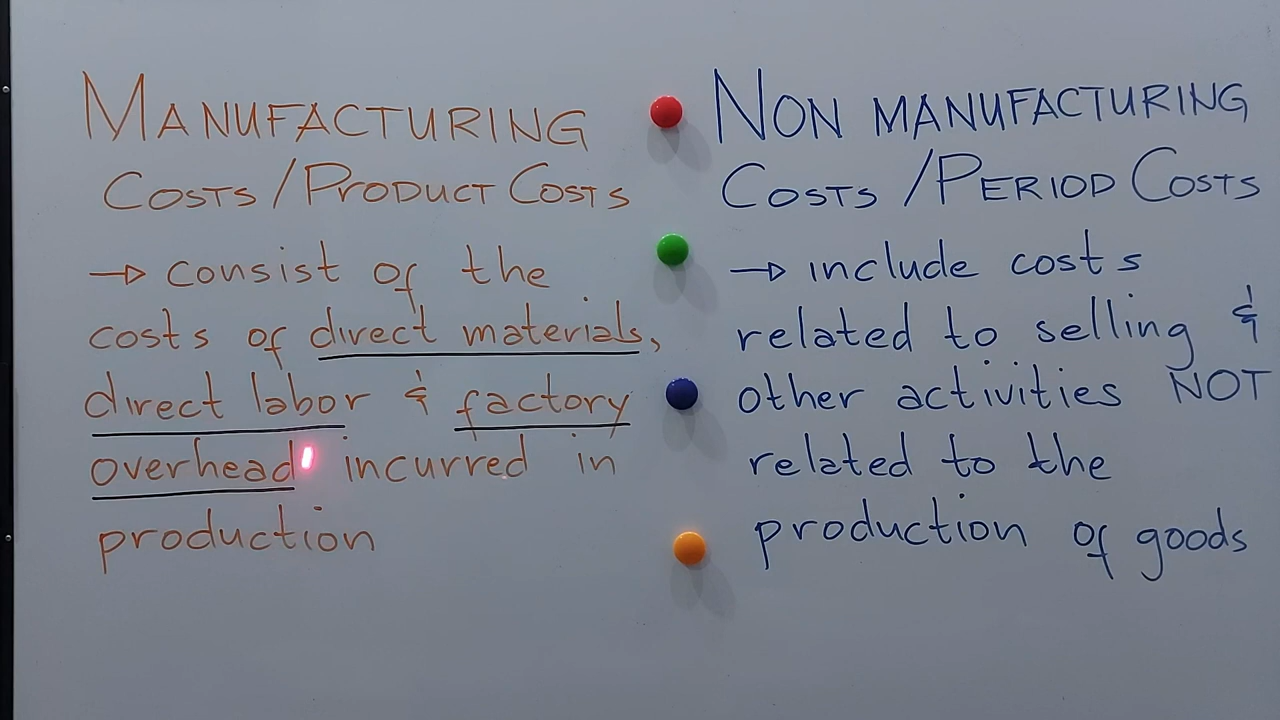 MANUFACTURING
COSTS/PRODUCT COSTS
→ consist of the
costs of direct materials,
direct labor & factory
overhead incurred in
production
NON MANUFACTURING
COSTS/PERIOD COSTS
→ include costs
related to selling &
other activities NOT
related to the
production of goods